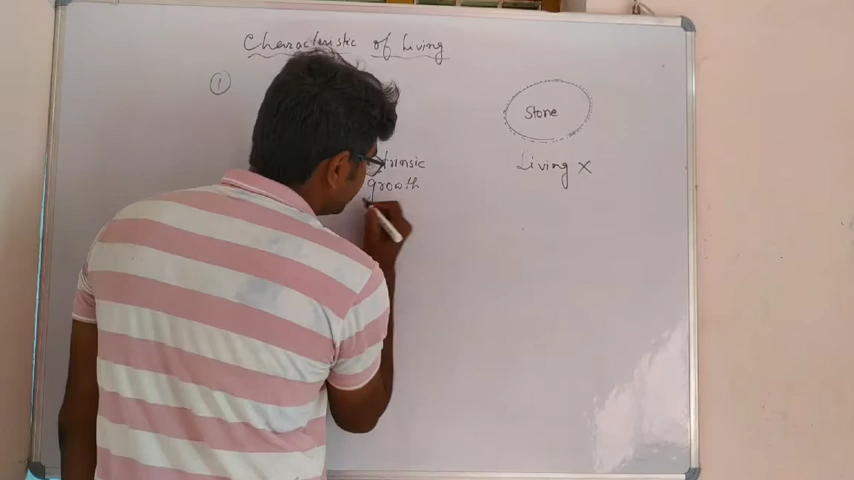 Characteristic of Living
1
Stone
Living X
growth